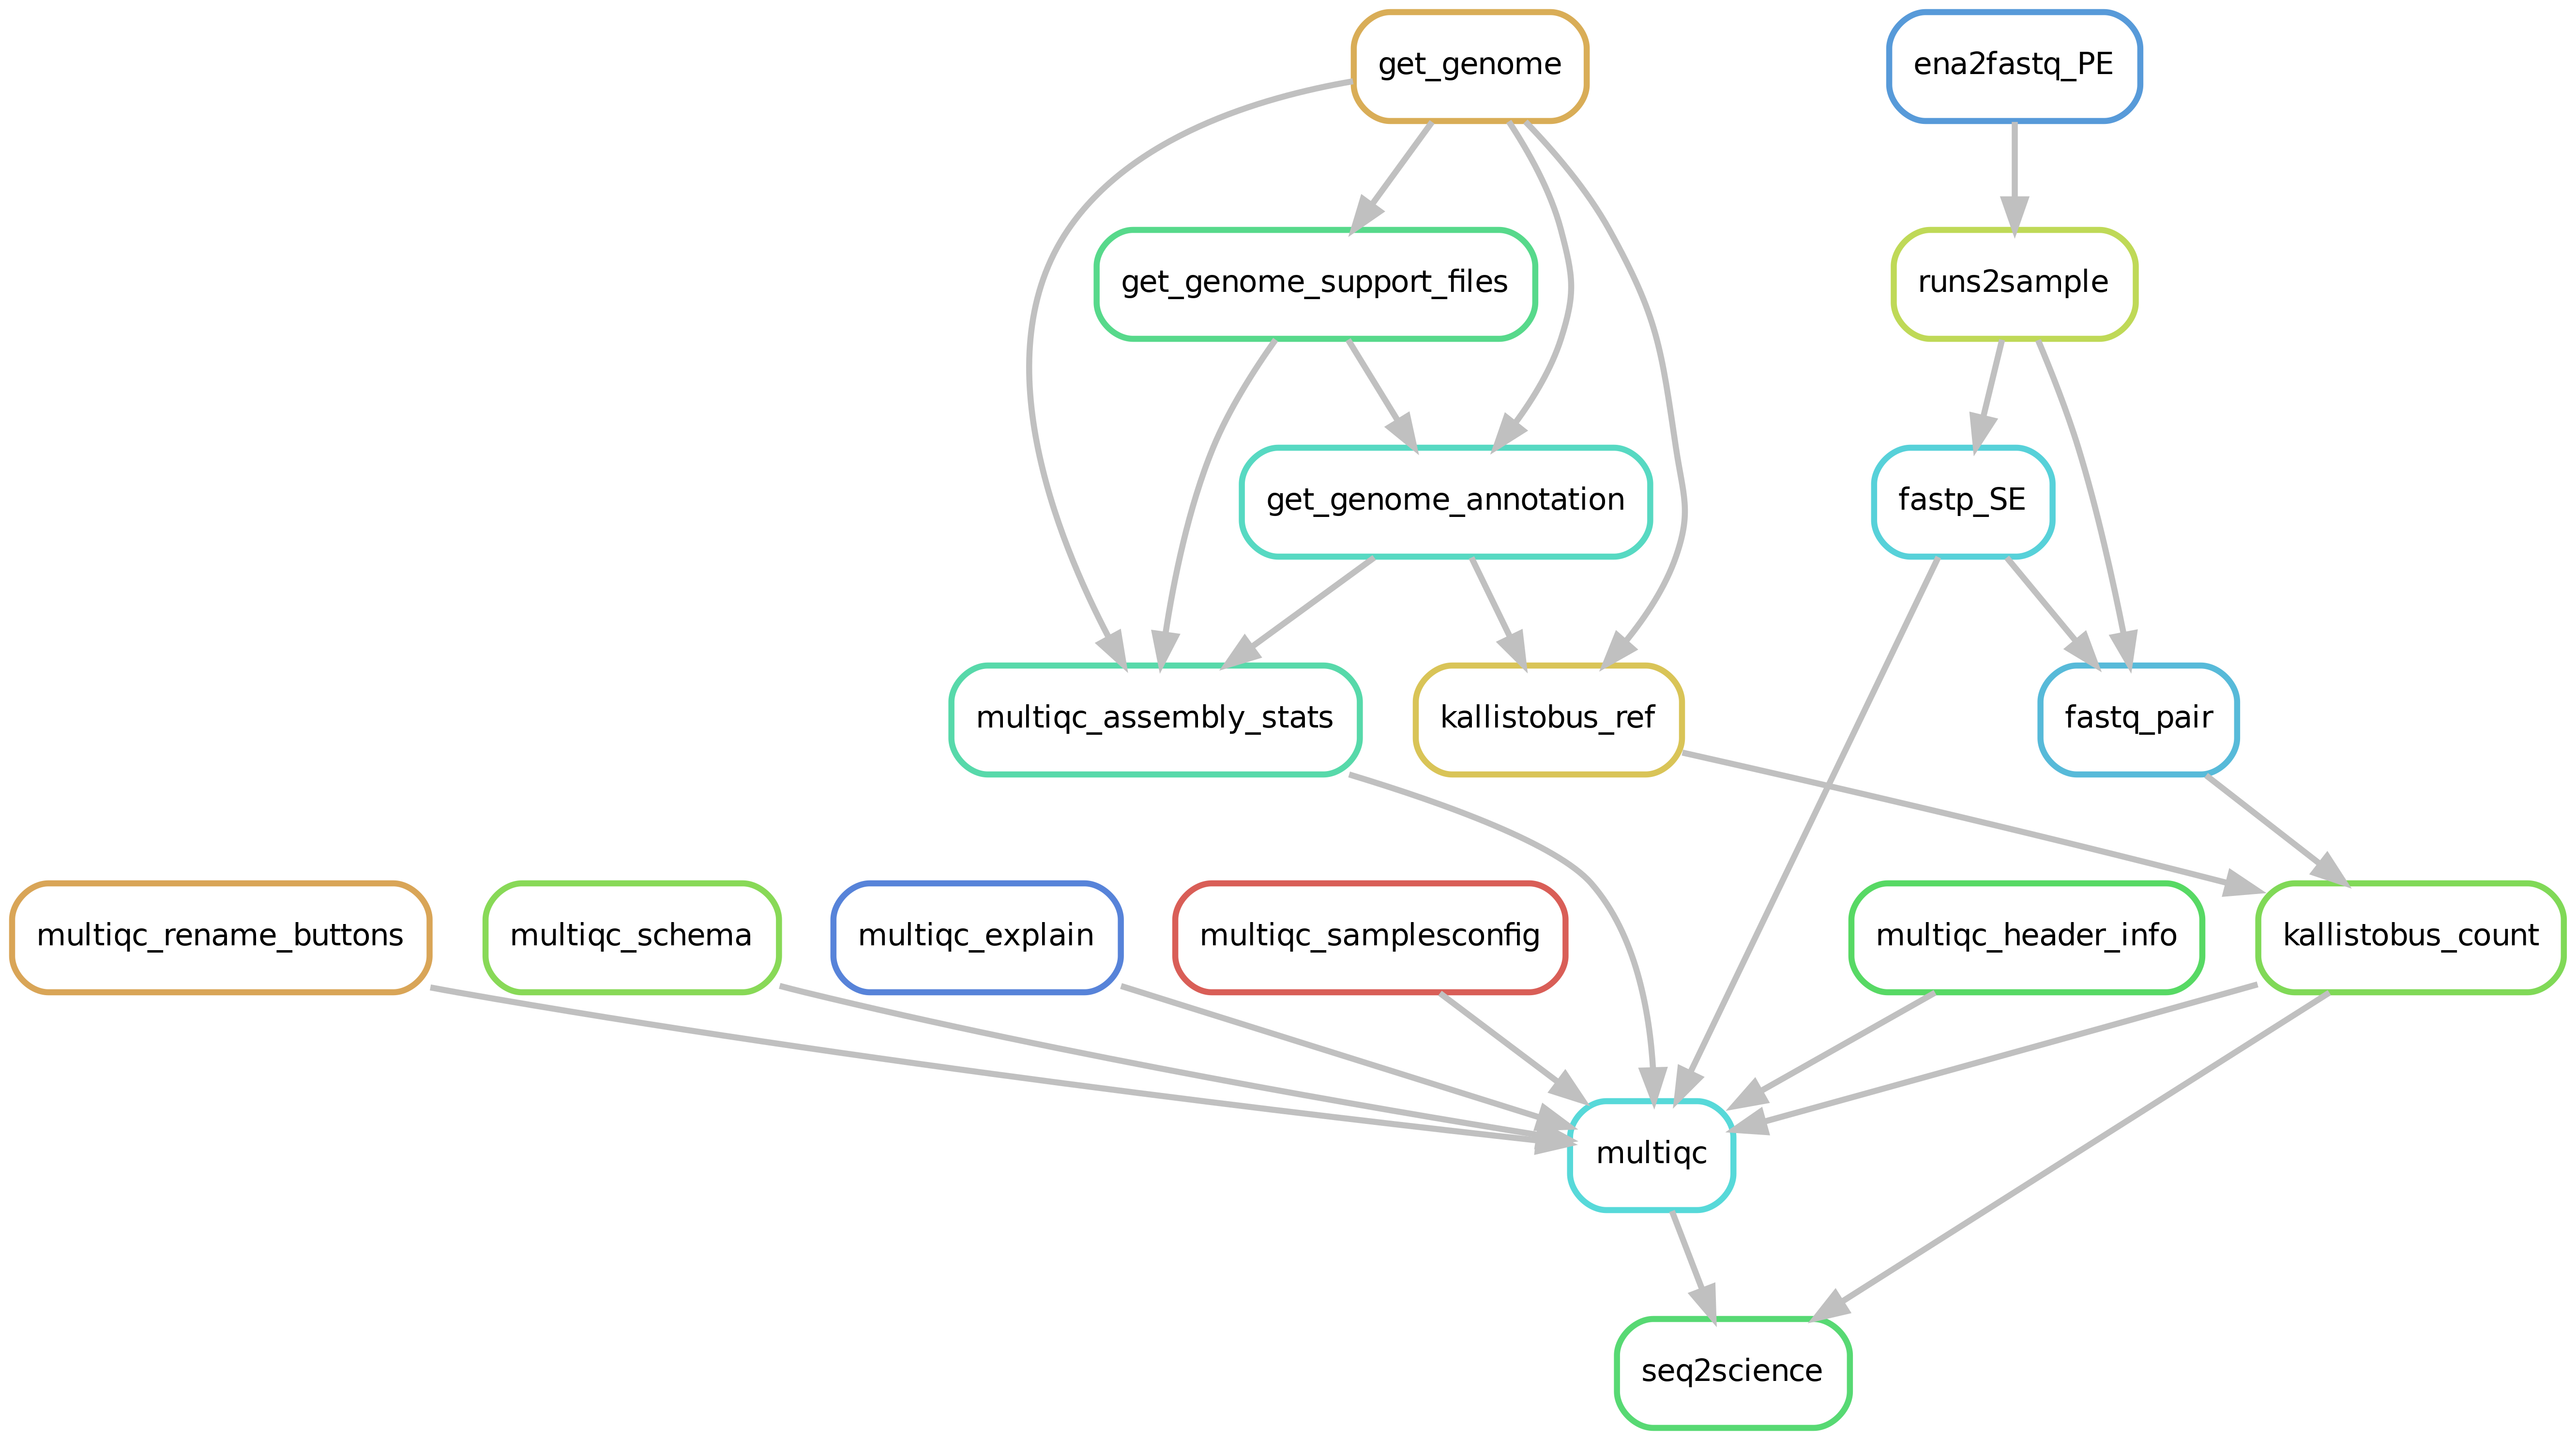 get_genome
ena2fastq_PE
get_genome_support_files
runs2sample
get_genome_annotation
fastp_SE
multiqc_assembly_stats
kallistobus_ref
fastq_pair
multiqc_rename_buttons
multiqc_schema
multiqc_explain
multiqc_samplesconfig
multiqc_header_info
kallistobus_count
multiqc
seq2science